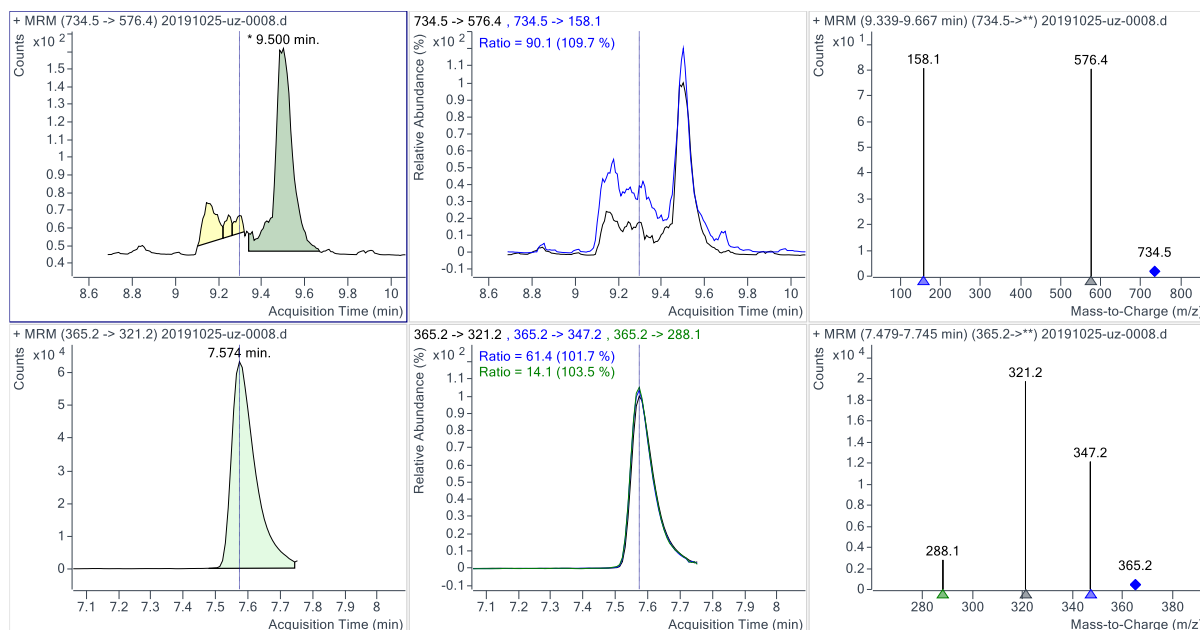 + MRM (734.5 -> 576.4) 20191025-uz-0008.d
Counts
x10 2
* 9.500 min.
1.5
1.4
1.3
1.2
1.1
1
0.9
0.8
0.7
0.6
0.5
0.4
8.6 8.8 9 9.2 9.4 9.6 9.8 10
Acquisition Time (min)
734.5 -> 576.4 , 734.5 -> 158.1
Relative Abundance (%)
x10 2
Ratio = 90.1 (109.7 %)
1.2
1.1
1
0.9
0.8
0.7
0.6
0.5
0.4
0.3
0.2
0.1
0
-0.1
8.6 8.8 9 9.2 9.4 9.6 9.8 10
Acquisition Time (min)
+ MRM (9.339-9.667 min) (734.5->**) 20191025-uz-0008.d
Counts
x10 1
158.1
576.4
734.5
8
7
6
5
4
3
2
1
0
100 200 300 400 500 600 700 800
Mass-to-Charge (m/z)
+ MRM (365.2 -> 321.2) 20191025-uz-0008.d
Counts
x10 4
7.574 min.
6
5
4
3
2
1
0
7.1 7.2 7.3 7.4 7.5 7.6 7.7 7.8 7.9 8
Acquisition Time (min)
365.2 -> 321.2 , 365.2 -> 347.2 , 365.2 -> 288.1
Relative Abundance (%)
x10 2
Ratio = 61.4 (101.7 %)
Ratio = 14.1 (103.5 %)
1.1
1
0.9
0.8
0.7
0.6
0.5
0.4
0.3
0.2
0.1
0
-0.1
7.1 7.2 7.3 7.4 7.5 7.6 7.7 7.8 7.9 8
Acquisition Time (min)
+ MRM (7.479-7.745 min) (365.2->**) 20191025-uz-0008.d
Counts
x10 4
321.2
347.2
288.1
365.2
2
1.8
1.6
1.4
1.2
1
0.8
0.6
0.4
0.2
0
280 300 320 340 360 380
Mass-to-Charge (m/z)